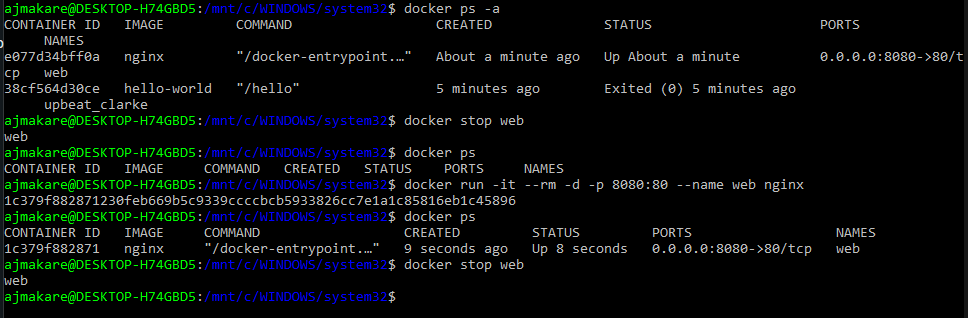 ajmakare@DESKTOP-H74GBD5:/mnt/c/WINDOWS/system32$ docker ps -a
CONTAINER ID   IMAGE         COMMAND                  CREATED              STATUS                     PORTS
     NAMES
e077d34bff0a   nginx         "/docker-entrypoint.…"   About a minute ago   Up About a minute          0.0.0.0:8080->80/t
cp   web
38cf564d30ce   hello-world   "/hello"                 5 minutes ago        Exited (0) 5 minutes ago
     upbeat_clarke
ajmakare@DESKTOP-H74GBD5:/mnt/c/WINDOWS/system32$ docker stop web
web
ajmakare@DESKTOP-H74GBD5:/mnt/c/WINDOWS/system32$ docker ps
CONTAINER ID   IMAGE     COMMAND   CREATED   STATUS    PORTS     NAMES
ajmakare@DESKTOP-H74GBD5:/mnt/c/WINDOWS/system32$ docker run -it --rm -d -p 8080:80 --name web nginx
1c379f882871230feb669b5c9339ccccbcb5933826cc7e1a1c85816eb1c45896
ajmakare@DESKTOP-H74GBD5:/mnt/c/WINDOWS/system32$ docker ps
CONTAINER ID   IMAGE     COMMAND                  CREATED         STATUS         PORTS                  NAMES
1c379f882871   nginx     "/docker-entrypoint.…"   9 seconds ago   Up 8 seconds   0.0.0.0:8080->80/tcp   web
ajmakare@DESKTOP-H74GBD5:/mnt/c/WINDOWS/system32$ docker stop web
web
ajmakare@DESKTOP-H74GBD5:/mnt/c/WINDOWS/system32$